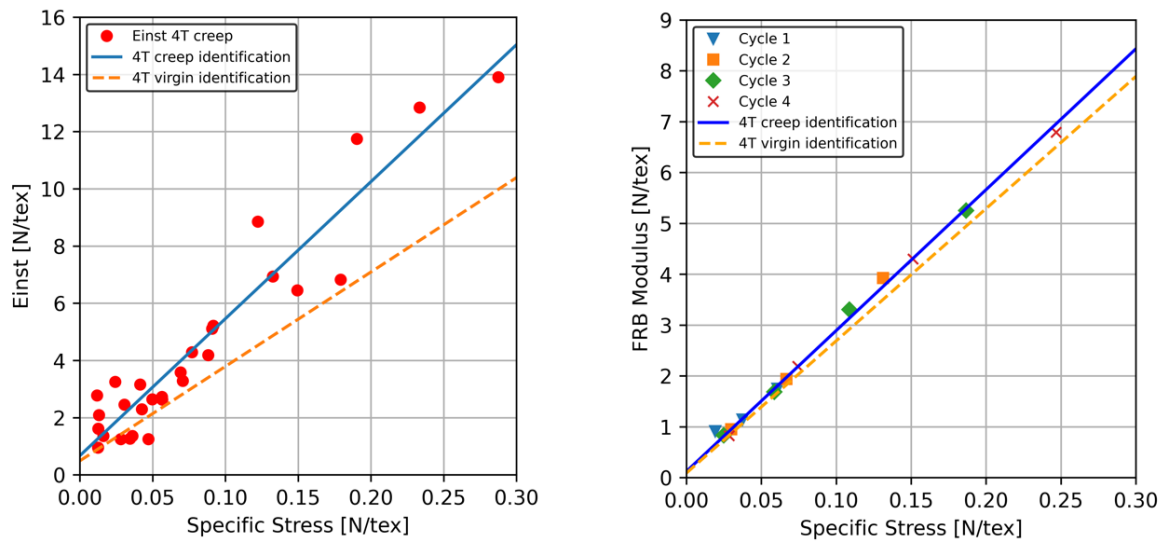 16
14
12
10
8
6
4
2
0
Einst [N/tex]
Einst 4T creep
4T creep identification
4T virgin identification
0.00 0.05 0.10 0.15 0.20 0.25 0.30
Specific Stress [N/tex]
9
8
7
6
5
4
3
2
1
0
FRB Modulus [N/tex]
Cycle 1
Cycle 2
Cycle 3
Cycle 4
4T creep identification
4T virgin identification
0.00 0.05 0.10 0.15 0.20 0.25 0.30
Specific Stress [N/tex]